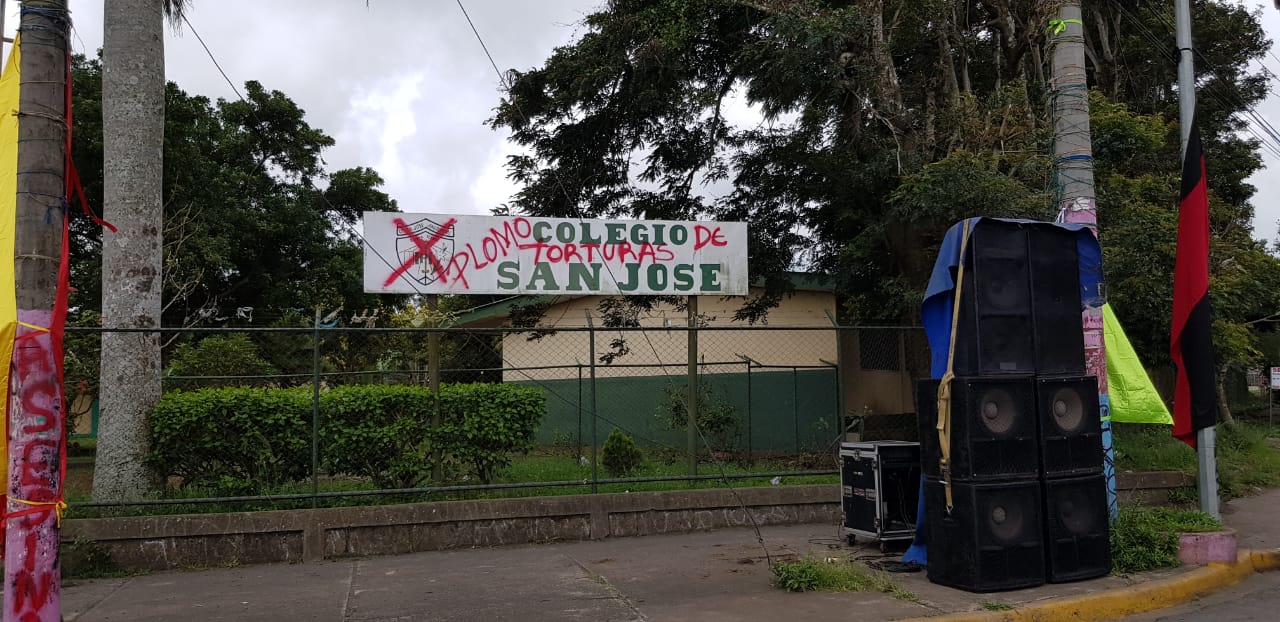 COLEGIO
SAN JOSE
PLOMO
TORTURAS DE